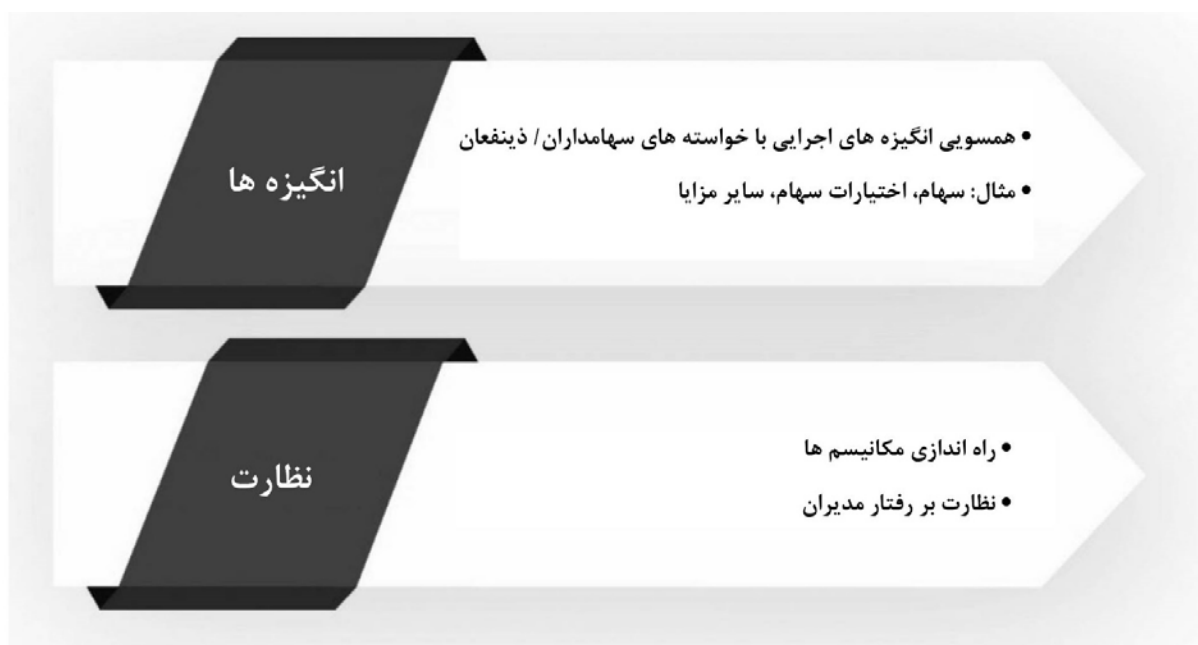 انگیزه ها
• همسویی انگیزه های اجرایی با خواسته های سهامداران/ ذینفعان
• مثال: سهام، اختیارات سهام، سایر مزایا
نظارت
• راه اندازی مکانیسم ها
• نظارت بر رفتار مدیران